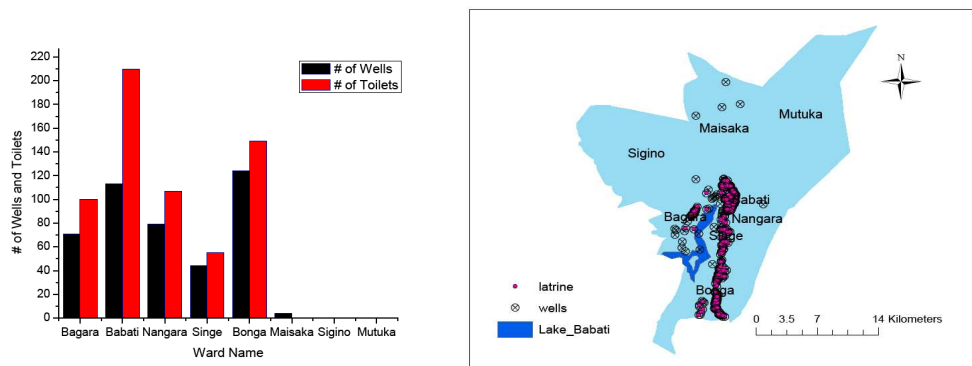 220
200
180
160
140
120
100
80
60
40
20
0
# of Wells and Toilets
# of Wells
# of Toilets
Bagara Babati Nangara Singe Bonga Maisaka Sigino Mutuka
Ward Name
N
Mutuka
Maisaka
Sigino
Babati
Bagara
Nangara
Singe
Bonga
latrine
wells
Lake_Babati
0 3.5 7 14 Kilometers